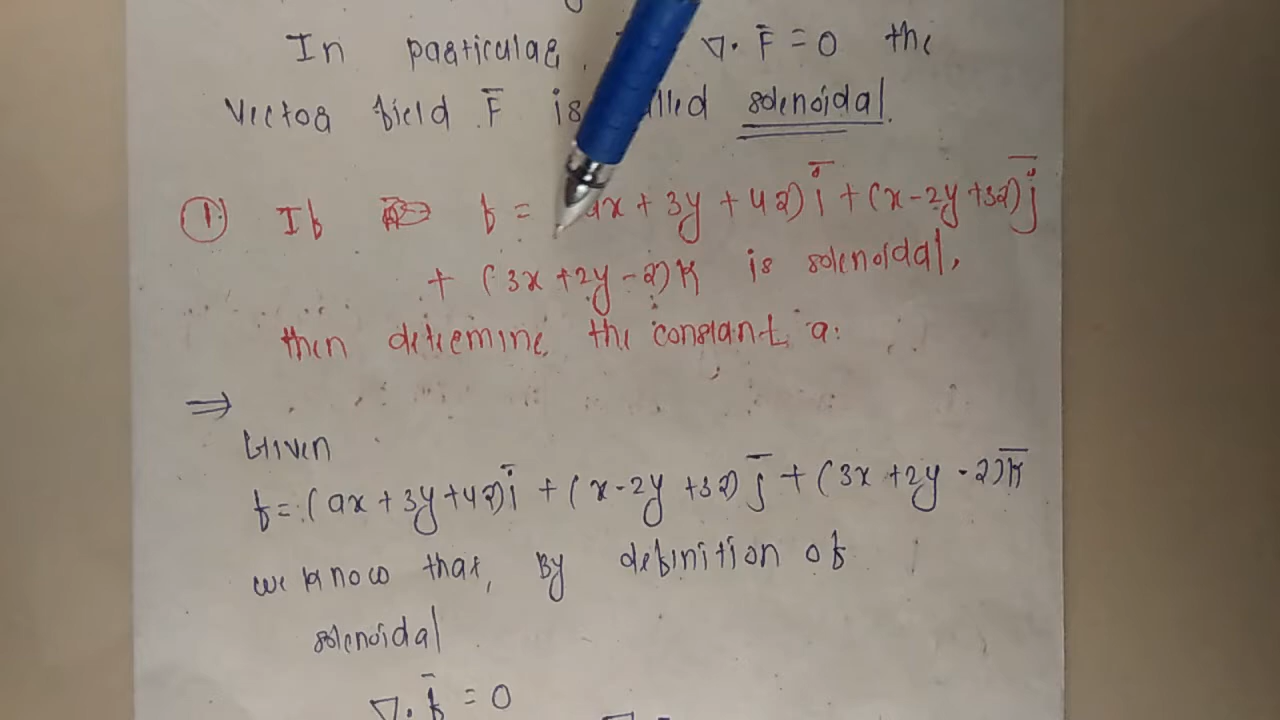 In particular, ∇. F̄ = 0 the
vector field F̄ is called solenoidal.
① If f = ax + 3y + 4z) ī + (x - 2y + 3z) j̄
+ (3x + 2y - z) k is solenoidal,
then determine the constant a.
⇒
Given
f = (ax + 3y + 4z) ī + (x - 2y + 3z) j̄ + (3x + 2y - z) k̄
we know that, By definition of
solenoidal
∇. f̄ = 0